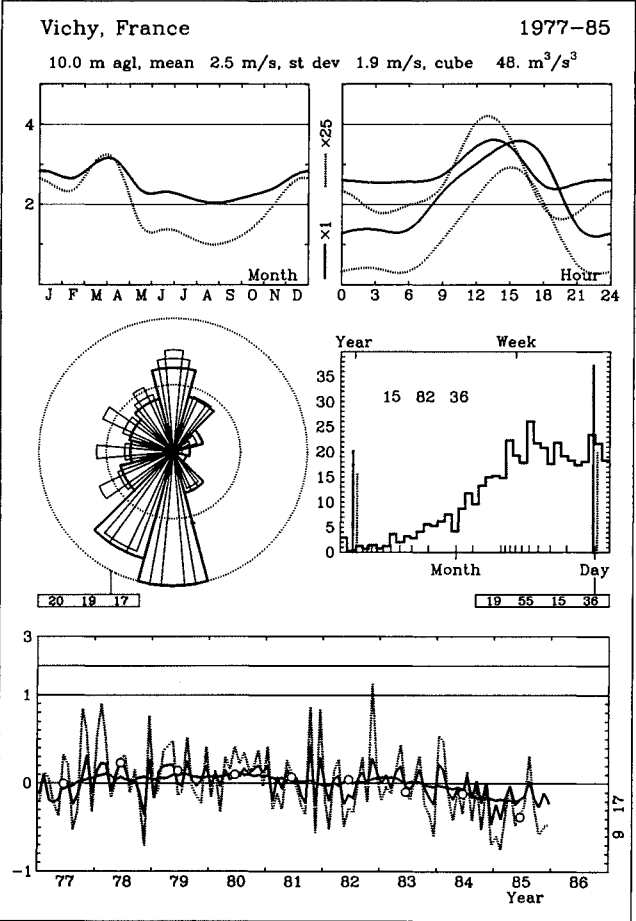 Vichy, France 1977-85
10.0 m agl, mean 2.5 m/s, st dev 1.9 m/s, cube 48. m³/s³
4
2
Month
J F M A M J J A S O N D
×1 ×25
Hour
0 3 6 9 12 15 18 21 24
20 19 17
Year Week
35
30
25
20
15
10
5
0
15 82 36
Month Day
19 55 15 36
3
1
0
-1
77 78 79 80 81 82 83 84 85 86
Year
9 17